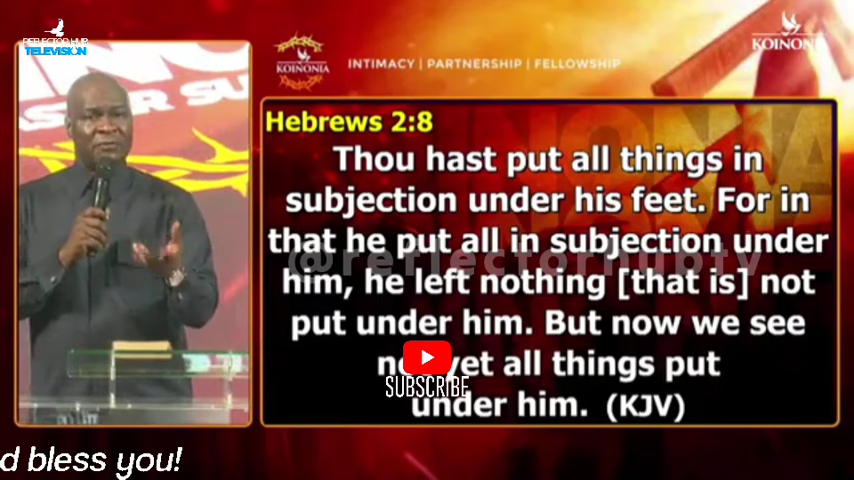 REFLECTOR HUB
TELEVISION
KOINONIA
INTIMACY | PARTNERSHIP | FELLOWSHIP
KOINONIA
Hebrews 2:8
Thou hast put all things in
subjection under his feet. For in
that he put all in subjection under
@reflectorhubtv
him, he left nothing [that is] not
put under him. But now we see
not yet all things put
SUBSCRIBE
under him. (KJV)
d bless you!